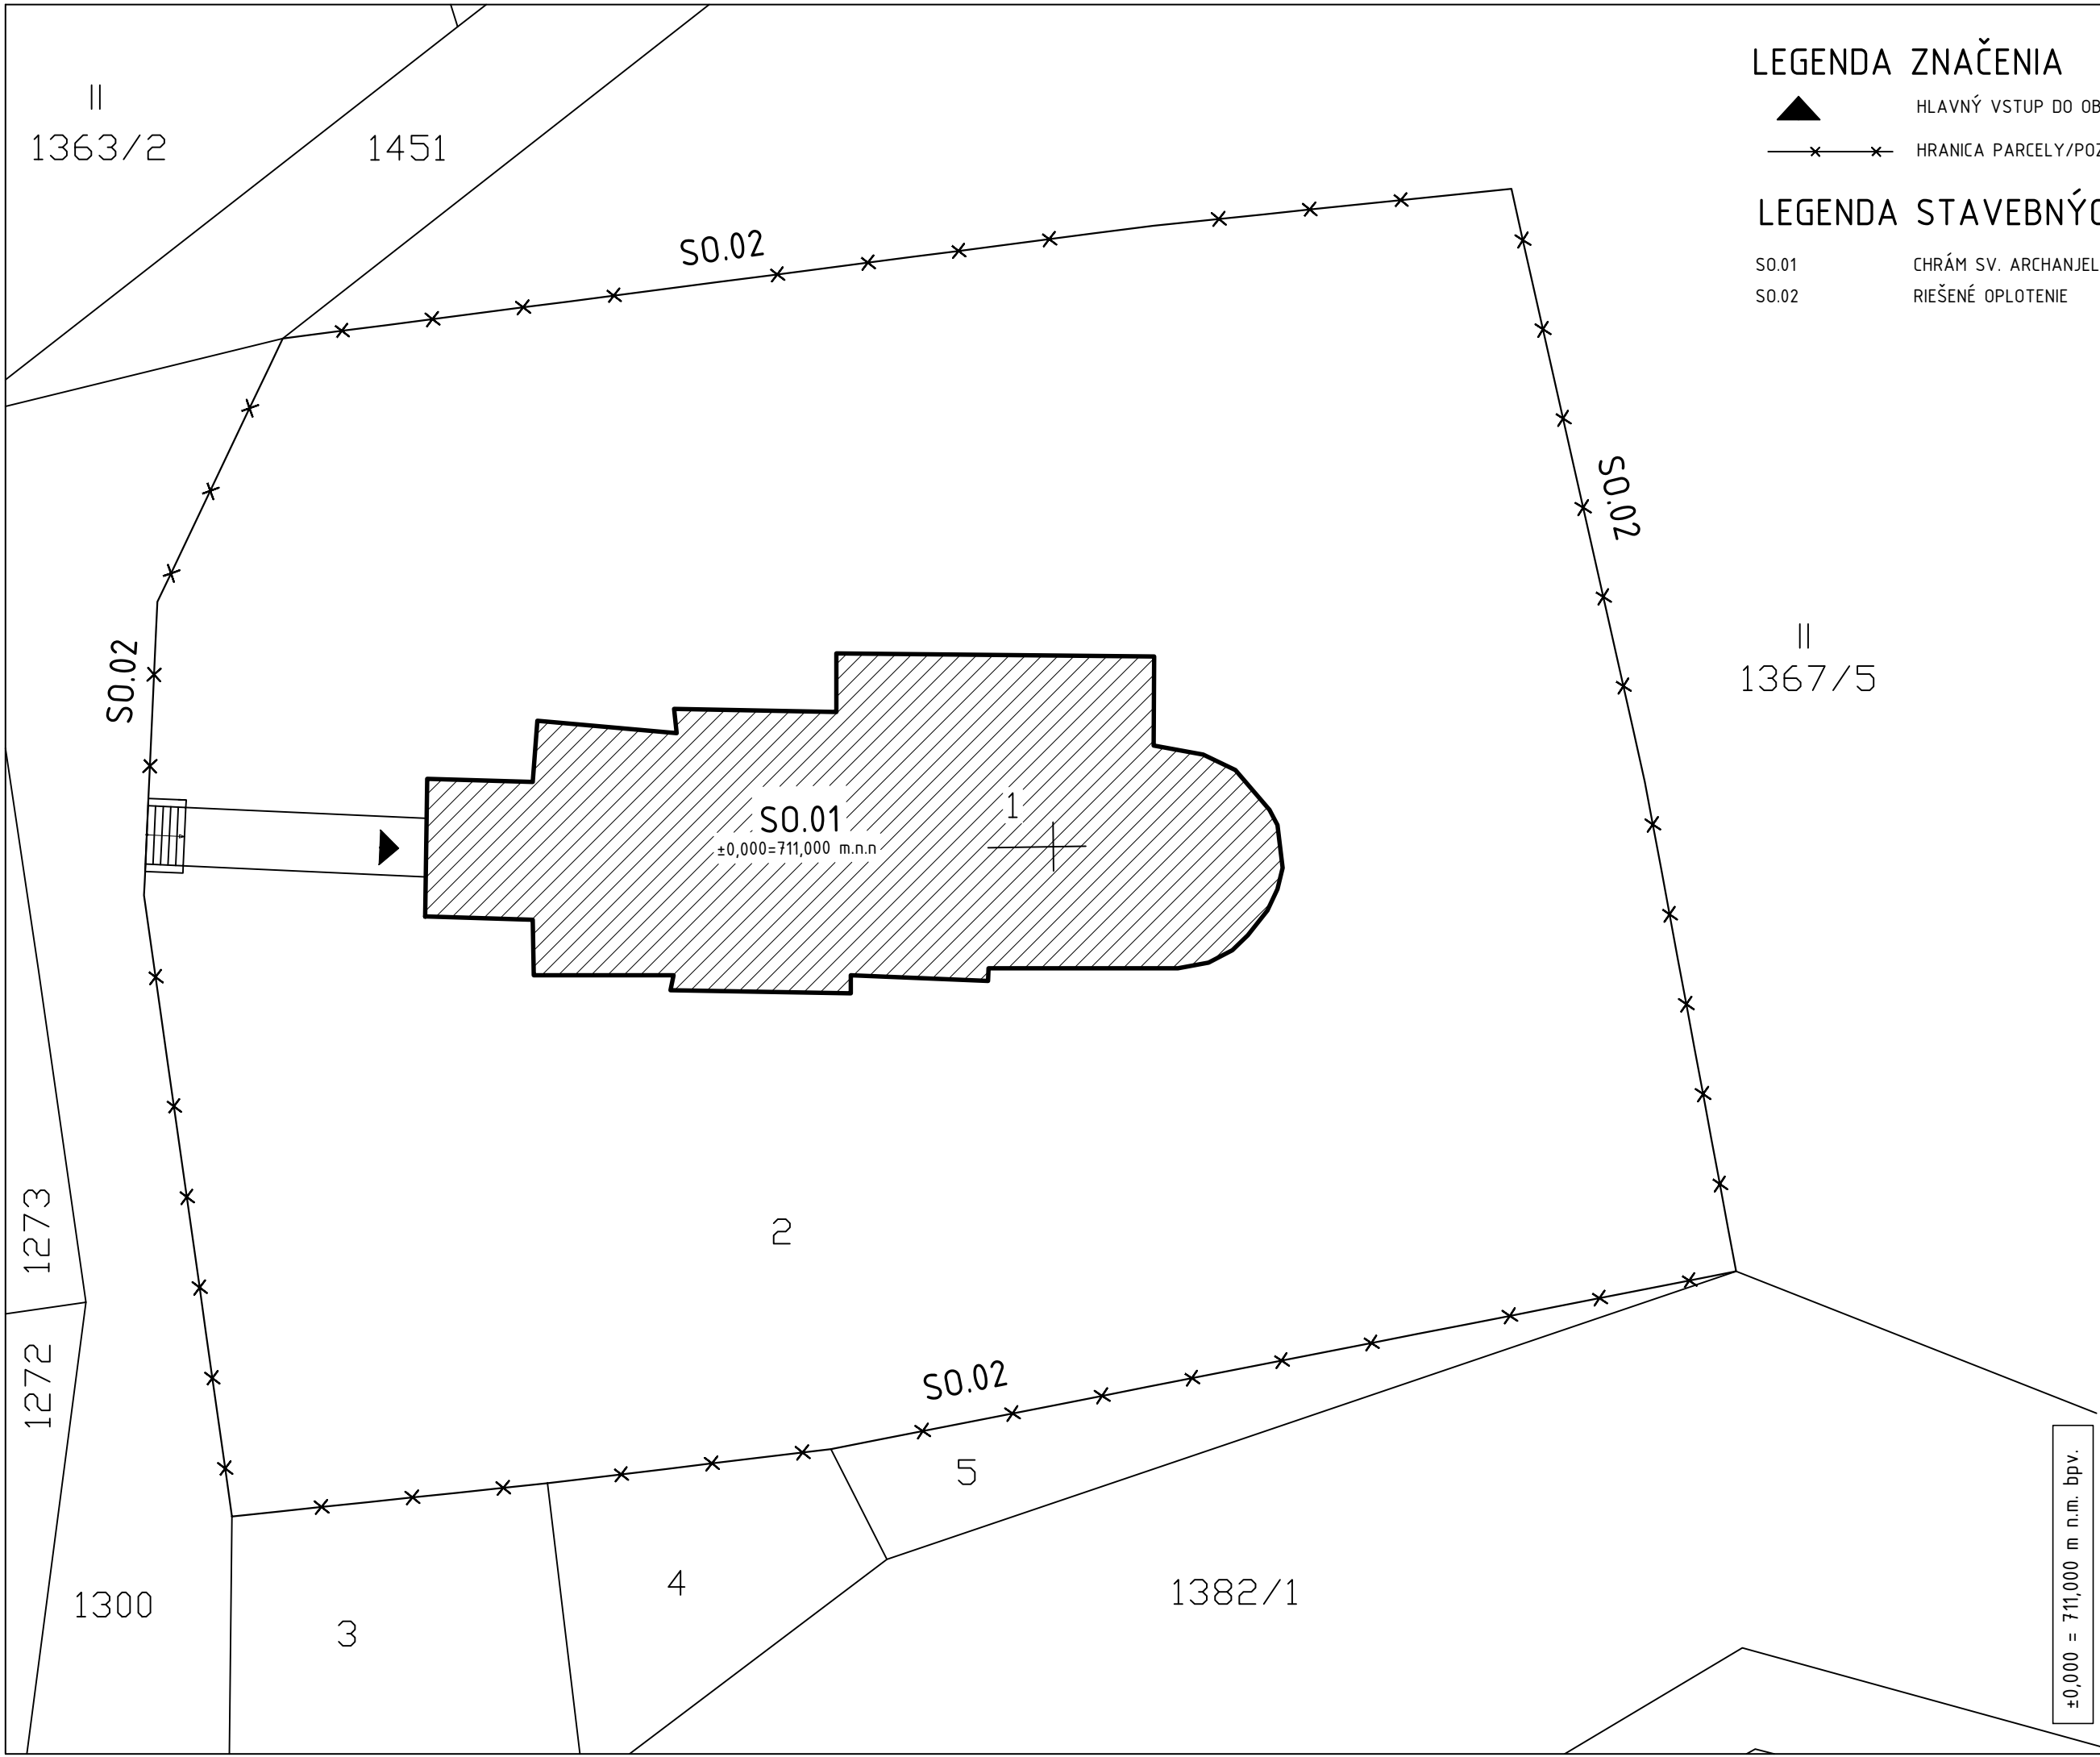 LEGENDA ZNAČENIA
HLAVNÝ VSTUP DO OB
HRANICA PARCELY/POZ
LEGENDA STAVEBNÝC
SO.01 CHRÁM SV. ARCHANJEL
SO.02 RIEŠENÉ OPLOTENIE
II
1363/2
1451
SO.02
SO.02
SO.02
II
1367/5
SO.01
±0,000=711,000 m.n.n
1
2
1273
1272
SO.02
5
4
3
1300
1382/1
±0,000 = 711,000 m n.m. bpv.